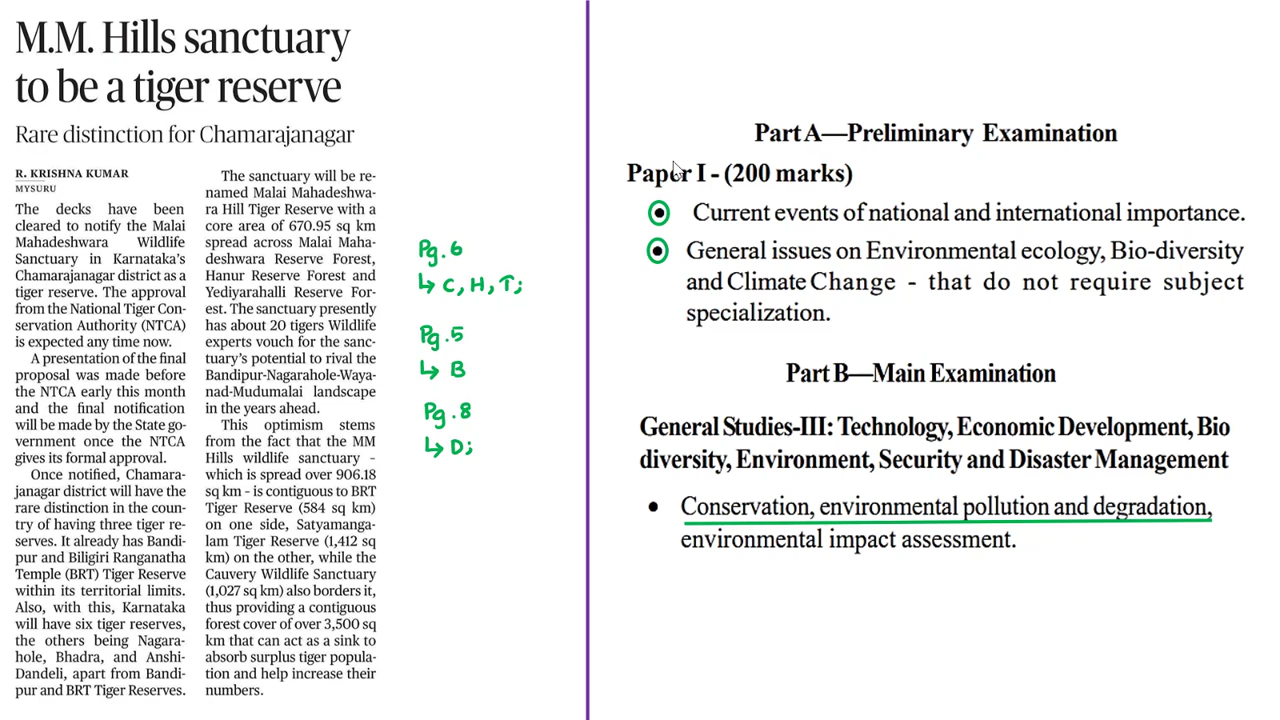 M.M. Hills sanctuary
to be a tiger reserve
Rare distinction for Chamarajanagar
R. KRISHNA KUMAR
MYSURU
The decks have been
cleared to notify the Malai
Mahadeshwara Wildlife
Sanctuary in Karnataka's
Chamarajanagar district as a
tiger reserve. The approval
from the National Tiger Con-
servation Authority (NTCA)
is expected any time now.
A presentation of the final
proposal was made before
the NTCA early this month
and the final notification
will be made by the State go-
vernment once the NTCA
gives its formal approval.
Once notified, Chamara-
janagar district will have the
rare distinction in the coun-
try of having three tiger re-
serves. It already has Bandi-
pur and Biligiri Ranganatha
Temple (BRT) Tiger Reserve
within its territorial limits.
Also, with this, Karnataka
will have six tiger reserves,
the others being Nagara-
hole, Bhadra, and Anshi-
Dandeli, apart from Bandi-
pur and BRT Tiger Reserves.
The sanctuary will be re-
named Malai Mahadeshwa-
ra Hill Tiger Reserve with a
core area of 670.95 sq km
spread across Malai Maha-
deshwara Reserve Forest,
Hanur Reserve Forest and
Yediyarahalli Reserve For-
est. The sanctuary presently
has about 20 tigers Wildlife
experts vouch for the sanc-
tuary's potential to rival the
Bandipur-Nagarahole-Waya-
nad-Mudumalai landscape
in the years ahead.
This optimism stems
from the fact that the MM
Hills wildlife sanctuary -
which is spread over 906.18
sq km - is contiguous to BRT
Tiger Reserve (584 sq km)
on one side, Satyamanga-
lam Tiger Reserve (1,412 sq
km) on the other, while the
Cauvery Wildlife Sanctuary
(1,027 sq km) also borders it,
thus providing a contiguous
forest cover of over 3,500 sq
km that can act as a sink to
absorb surplus tiger popula-
tion and help increase their
numbers.
Pg.6
↳ C, H, T;
Pg.5
↳ B
Pg.8
↳ D;
Part A—Preliminary Examination
Paper I - (200 marks)
Current events of national and international importance.
General issues on Environmental ecology, Bio-diversity
and Climate Change - that do not require subject
specialization.
Part B—Main Examination
General Studies-III: Technology, Economic Development, Bio
diversity, Environment, Security and Disaster Management
• Conservation, environmental pollution and degradation,
environmental impact assessment.